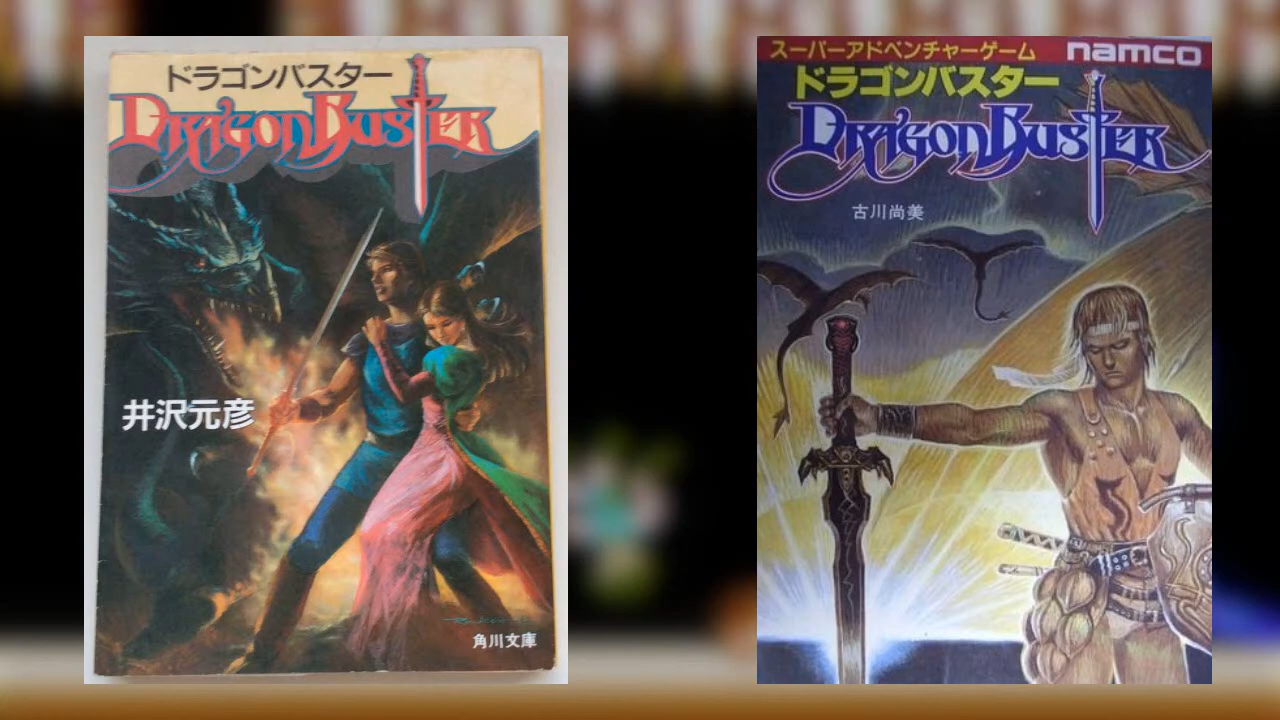 ドラゴンバスター
DRAGON BUSTER
井沢元彦
角川文庫
スーパーアドベンチャーゲーム
namco
ドラゴンバスター
DRAGON BUSTER
古川尚美